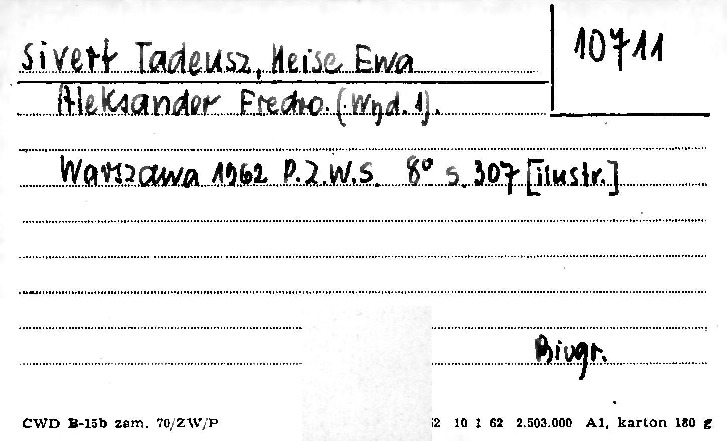 10711
Sivert Tadeusz, Heise Ewa
Aleksander Fredro. (Wyd. 1).
Warszawa 1962 P.Z.W.S. 8° s. 307 [ilustr.]
Biogr.
CWD B-15b zam. 70/ZW/P 2 10 I 62 2.503.000 A1, karton 180 g